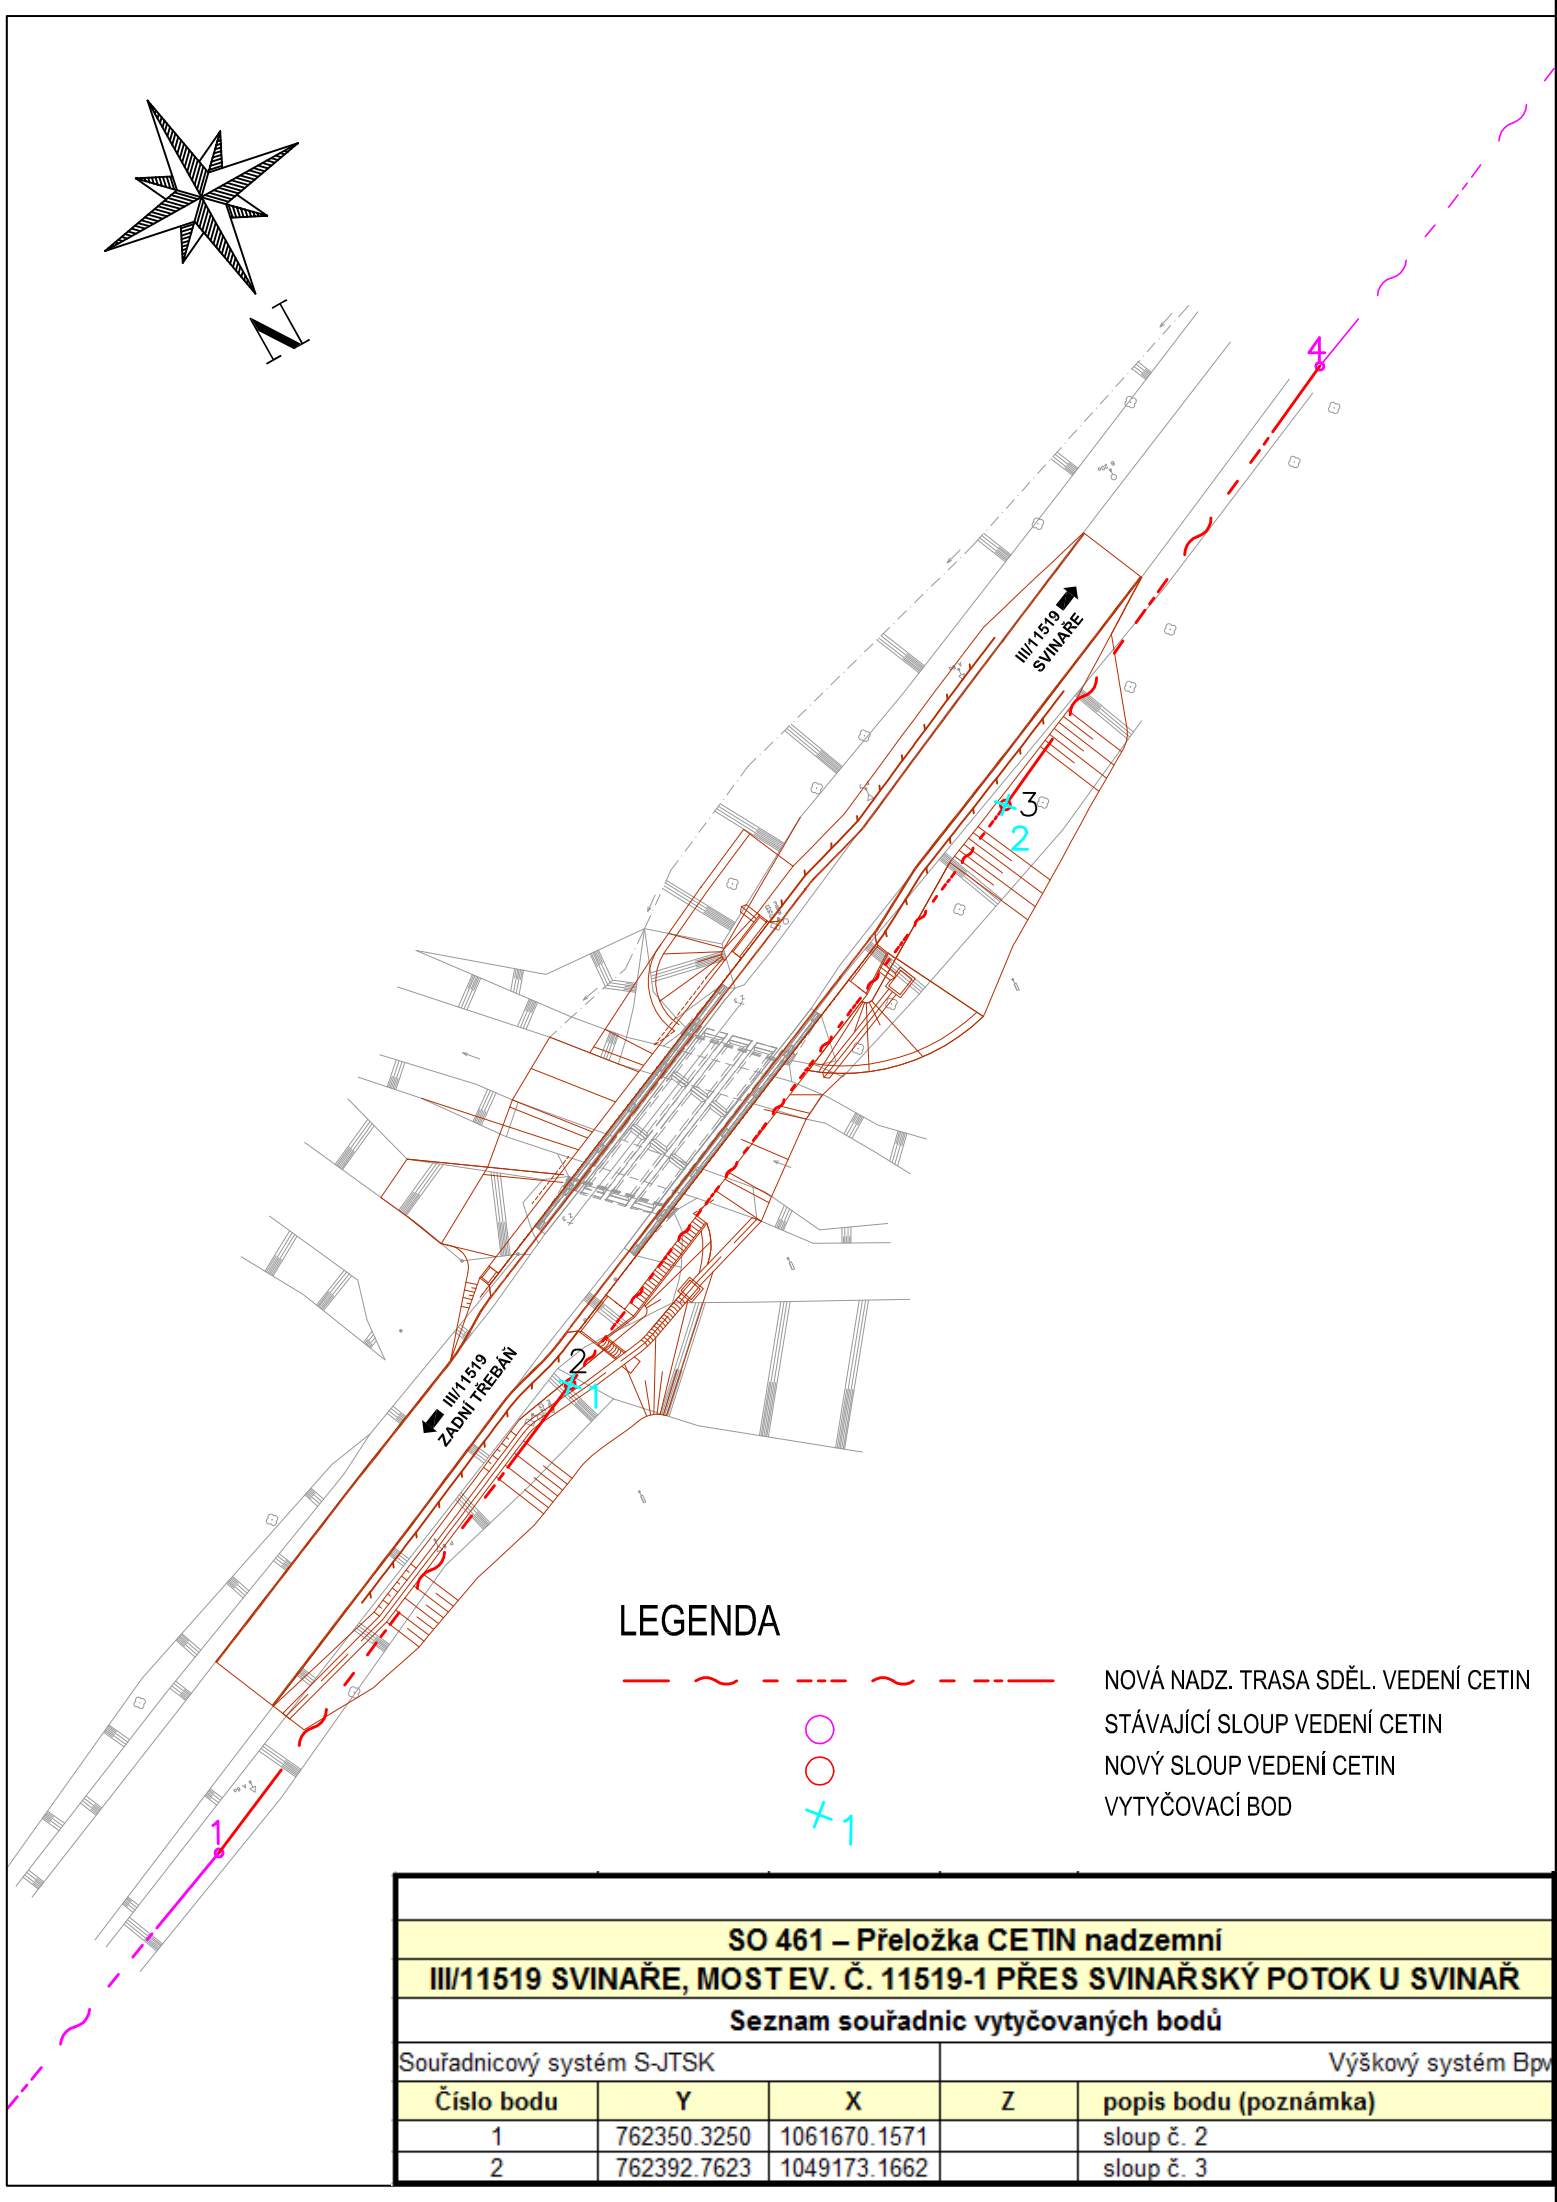 N
4
III/11519
SVINAŘE
3
2
2
1
III/11519
ZADNÍ TŘEBÁŇ
1
LEGENDA
NOVÁ NADZ. TRASA SDĚL. VEDENÍ CETIN
STÁVAJÍCÍ SLOUP VEDENÍ CETIN
NOVÝ SLOUP VEDENÍ CETIN
1 VYTYČOVACÍ BOD
SO 461 – Přeložka CETIN nadzemní
III/11519 SVINAŘE, MOST EV. Č. 11519-1 PŘES SVINAŘSKÝ POTOK U SVINAŘ
Seznam souřadnic vytyčovaných bodů
Souřadnicový systém S-JTSK Výškový systém Bpv
Číslo bodu Y X Z popis bodu (poznámka)
1 762350.3250 1061670.1571 sloup č. 2
2 762392.7623 1049173.1662 sloup č. 3